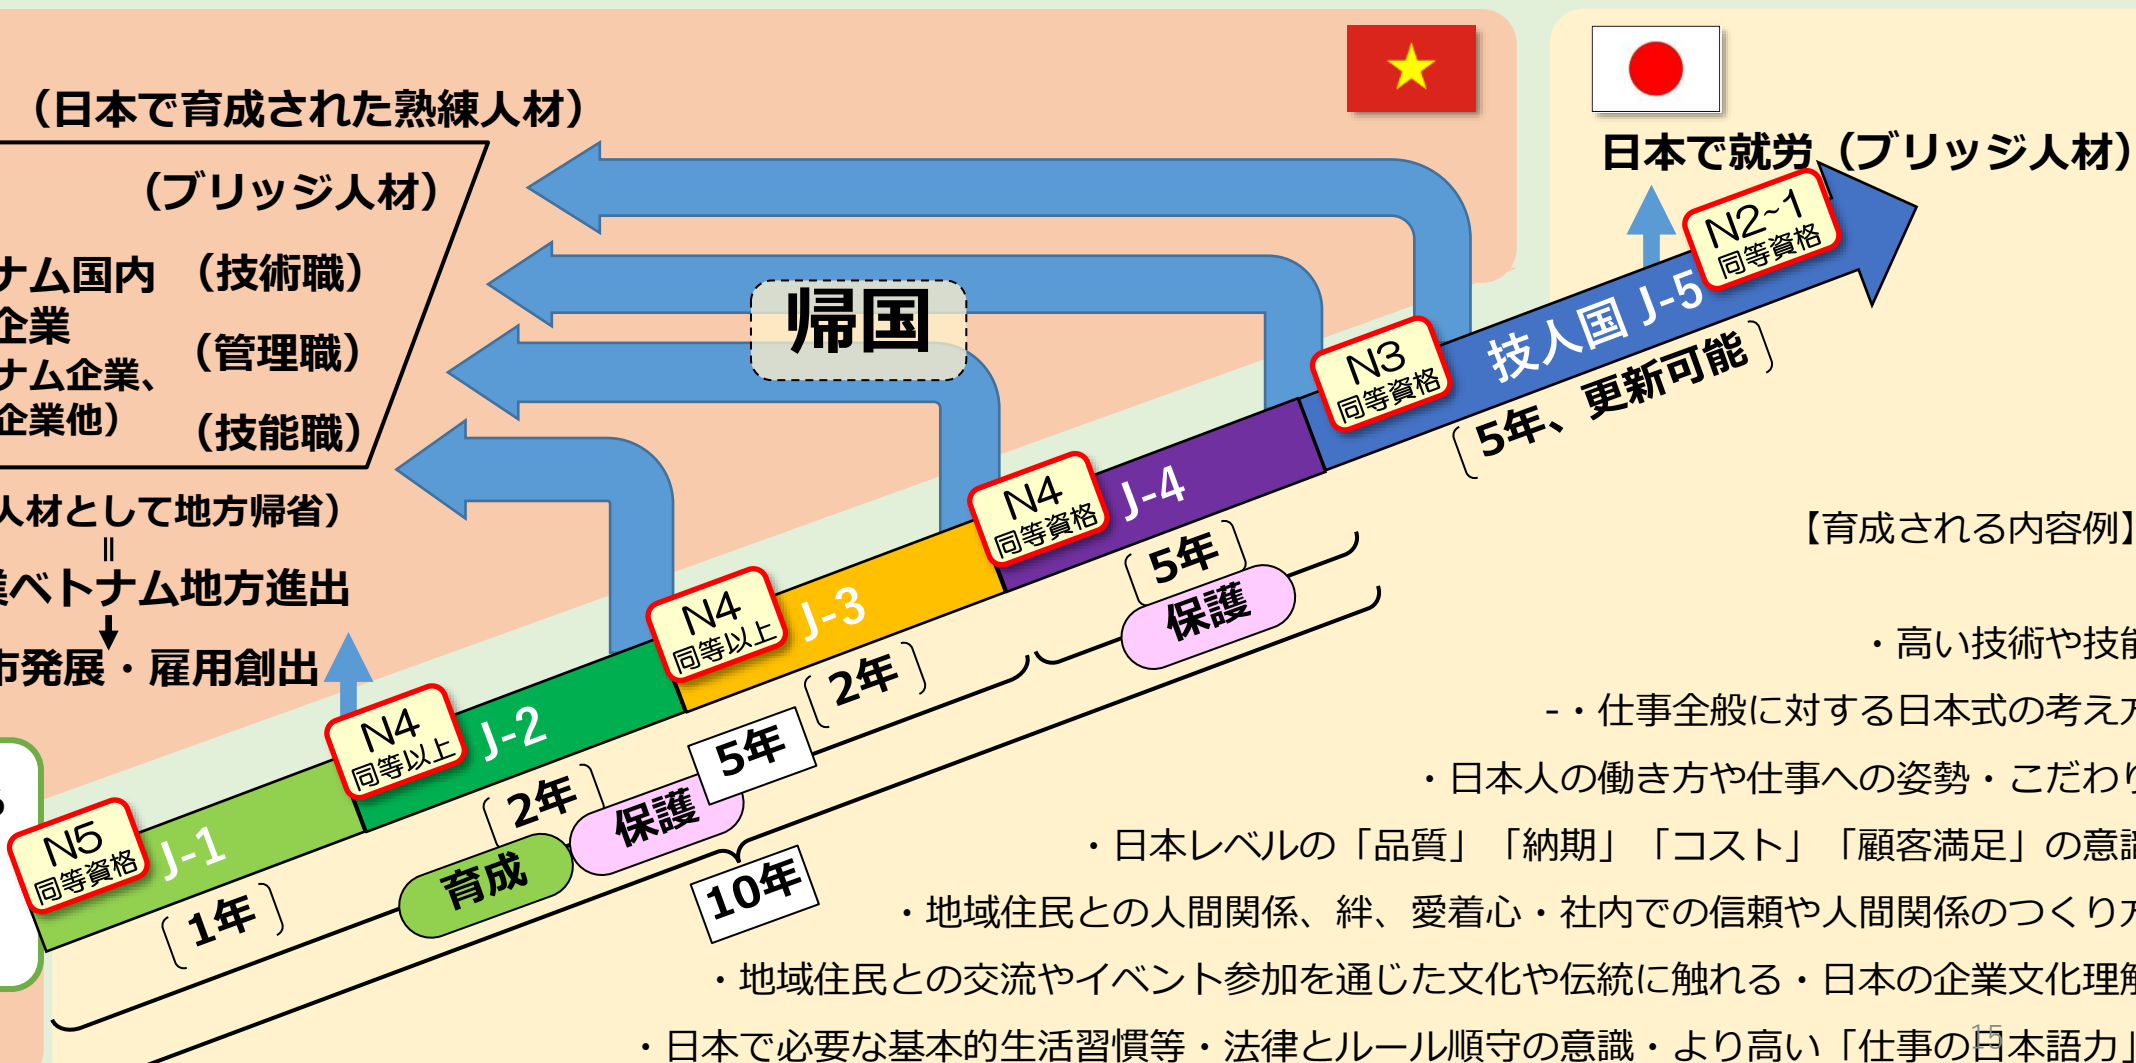 （日本で育成された熟練人材）
（ブリッジ人材）
ナム国内
企業
ナム企業、
企業他）
（技術職）
（管理職）
（技能職）
人材として地方帰省）
॥
業ベトナム地方進出
市発展・雇用創出
帰国
日本で就労（ブリッジ人材）
N5
同等資格
J-1
1年
N4
同等以上
J-2
2年
N4
同等以上
J-3
2年
N4
同等資格
J-4
5年
N3
同等資格
技人国 J-5
5年、更新可能
N2~1
同等資格
育成
保護
5年
保護
10年
【育成される内容例】
・高い技術や技能
-・仕事全般に対する日本式の考え方
・日本人の働き方や仕事への姿勢・こだわり
・日本レベルの「品質」「納期」「コスト」「顧客満足」の意識
・地域住民との人間関係、絆、愛着心・社内での信頼や人間関係のつくり方
・地域住民との交流やイベント参加を通じた文化や伝統に触れる・日本の企業文化理解
・日本で必要な基本的生活習慣等・法律とルール順守の意識・より高い「仕事の日本語力」
15